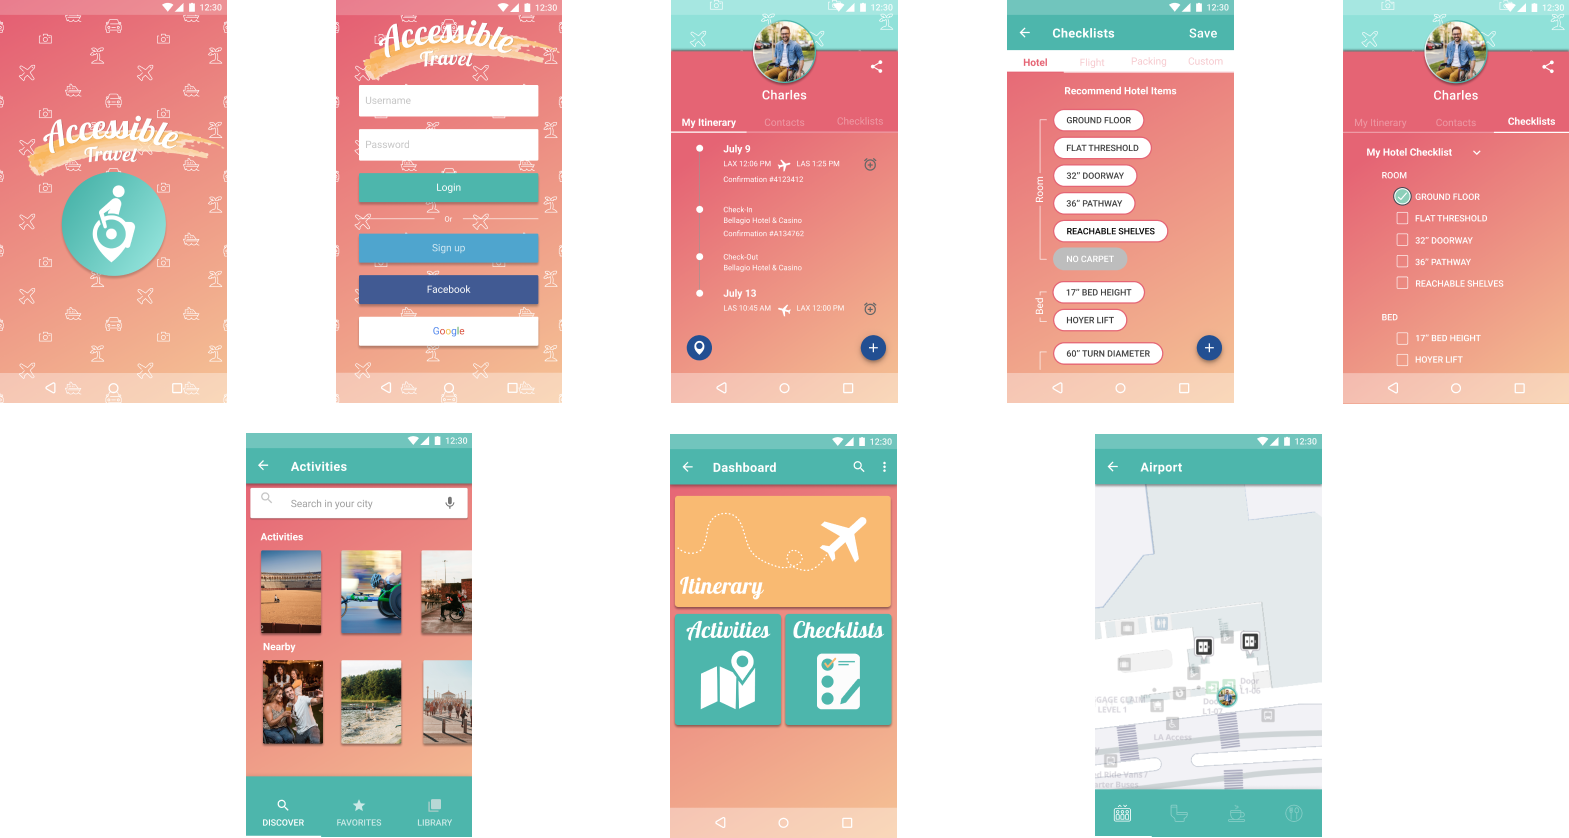 12:30
Accessible
Travel
12:30
Accessible
Travel
Username
Password
Login
Or
Sign up
Facebook
Google
12:30
Charles
My Itinerary Contacts Checklists
July 9
LAX 12:06 PM LAS 1:25 PM
Confirmation #4123412
Check-In
Bellagio Hotel & Casino
Confirmation #A134762
Check-Out
Bellagio Hotel & Casino
July 13
LAS 10:45 AM LAX 12:00 PM
12:30
Checklists Save
Hotel Flight Packing Custom
Recommend Hotel Items
Room
GROUND FLOOR
FLAT THRESHOLD
32" DOORWAY
36" PATHWAY
REACHABLE SHELVES
NO CARPET
Bed
17" BED HEIGHT
HOYER LIFT
60" TURN DIAMETER
12:30
Charles
My Itinerary Contacts Checklists
My Hotel Checklist
ROOM
GROUND FLOOR
FLAT THRESHOLD
32" DOORWAY
36" PATHWAY
REACHABLE SHELVES
BED
17" BED HEIGHT
HOYER LIFT
12:30
Activities
Search in your city
Activities
Nearby
DISCOVER FAVORITES LIBRARY
12:30
Dashboard
Itinerary
Activities Checklists
12:30
Airport
Door
L1-06
Doo
L1-07
GGAGE CLAIM
LEVEL 1
LA Access
ed Ride Vans/
arter Buses